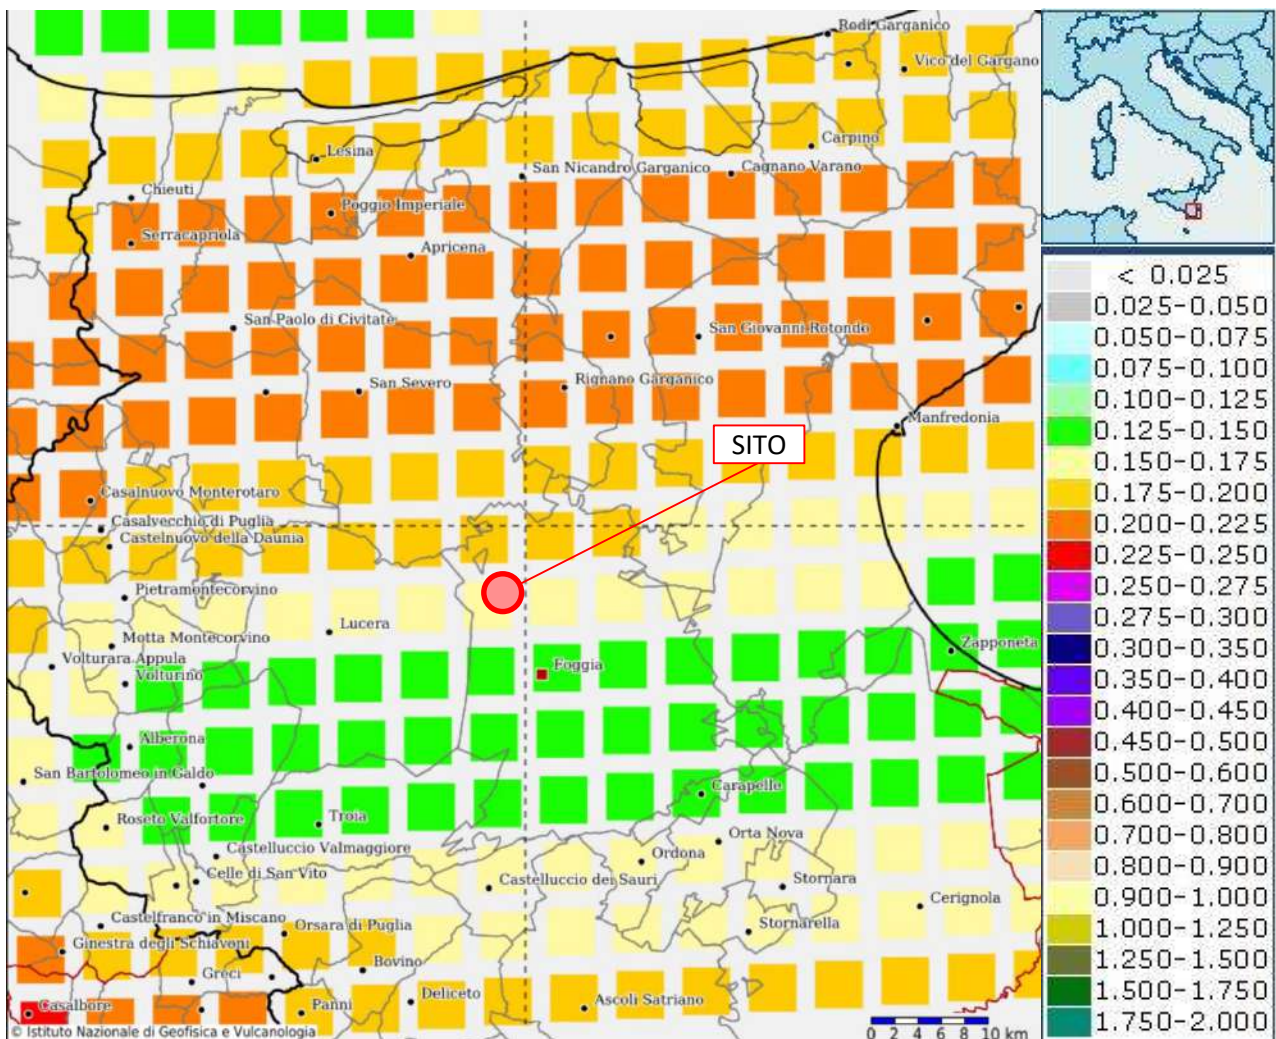 Rodi Garganico
Vico del Gargano
Carpino
Lesina
San Nicandro Garganico
Cagnano Varano
Chieuti
Poggio Imperiale
Serracapriola
Apricena
San Paolo di Civitate
San Giovanni Rotondo
San Severo
Rignano Garganico
Manfredonia
SITO
Casalnuovo Monterotaro
Casalvecchio di Puglia
Castelnuovo della Daunia
Pietramontecorvino
Lucera
Motta Montecorvino
Zapponeta
Volturara Appula
Foggia
Volturino
Alberona
San Bartolomeo in Galdo
Carapelle
Roseto Valfortore
Troia
Orta Nova
Castelluccio Valmaggiore
Ordona
Celle di San Vito
Castelluccio dei Sauri
Stornara
Cerignola
Castelfranco in Miscano
Orsara di Puglia
Stornarella
Ginestra degli Schiavoni
Greci
Bovino
Deliceto
Ascoli Satriano
Casalbore
Panni
© Istituto Nazionale di Geofisica e Vulcanologia
0 2 4 6 8 10 km
< 0.025
0.025-0.050
0.050-0.075
0.075-0.100
0.100-0.125
0.125-0.150
0.150-0.175
0.175-0.200
0.200-0.225
0.225-0.250
0.250-0.275
0.275-0.300
0.300-0.350
0.350-0.400
0.400-0.450
0.450-0.500
0.500-0.600
0.600-0.700
0.700-0.800
0.800-0.900
0.900-1.000
1.000-1.250
1.250-1.500
1.500-1.750
1.750-2.000